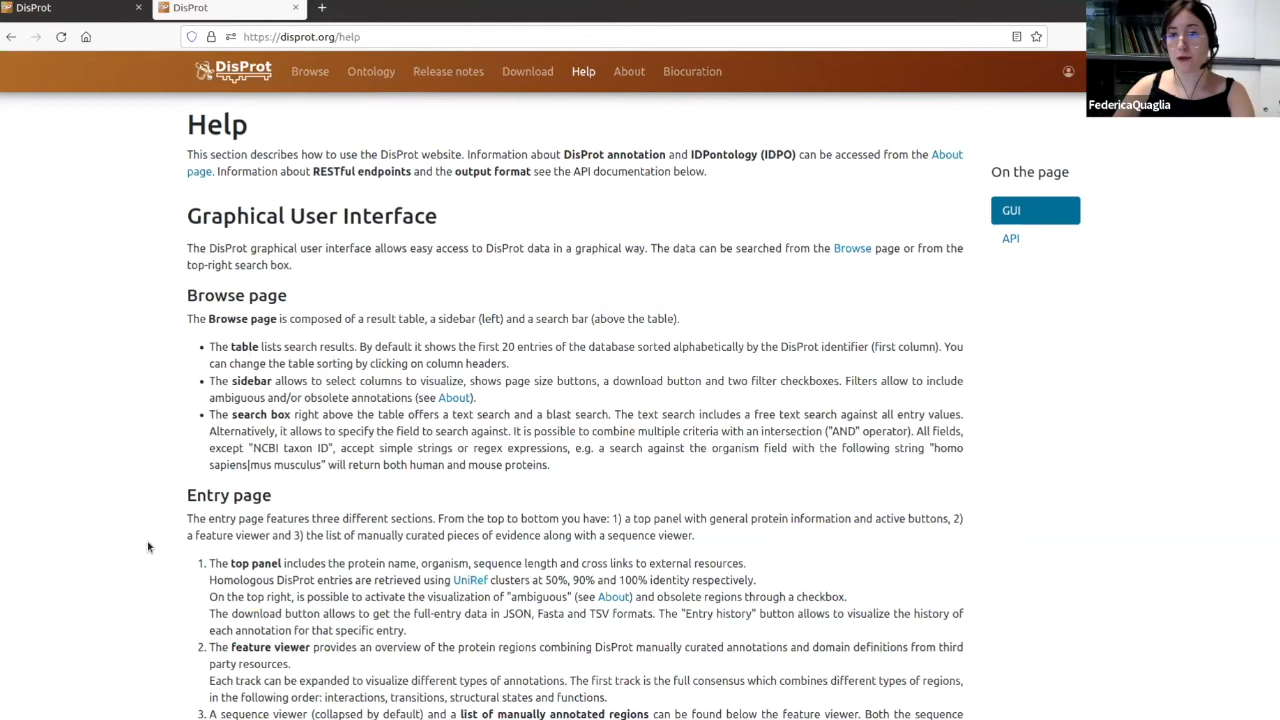 DisProt
DisProt
https://disprot.org/help
DisProt
Browse
Ontology
Release notes
Download
Help
About
Biocuration
FedericaQuaglia
Help
This section describes how to use the DisProt website. Information about DisProt annotation and IDPontology (IDPO) can be accessed from the About
page. Information about RESTful endpoints and the output format see the API documentation below.
On the page
GUI
API
Graphical User Interface
The DisProt graphical user interface allows easy access to DisProt data in a graphical way. The data can be searched from the Browse page or from the
top-right search box.
Browse page
The Browse page is composed of a result table, a sidebar (left) and a search bar (above the table).
• The table lists search results. By default it shows the first 20 entries of the database sorted alphabetically by the DisProt identifier (first column). You
can change the table sorting by clicking on column headers.
• The sidebar allows to select columns to visualize, shows page size buttons, a download button and two filter checkboxes. Filters allow to include
ambiguous and/or obsolete annotations (see About).
• The search box right above the table offers a text search and a blast search. The text search includes a free text search against all entry values.
Alternatively, it allows to specify the field to search against. It is possible to combine multiple criteria with an intersection ("AND" operator). All fields,
except "NCBI taxon ID", accept simple strings or regex expressions, e.g. a search against the organism field with the following string "homo
sapiens|mus musculus" will return both human and mouse proteins.
Entry page
The entry page features three different sections. From the top to bottom you have: 1) a top panel with general protein information and active buttons, 2)
a feature viewer and 3) the list of manually curated pieces of evidence along with a sequence viewer.
1. The top panel includes the protein name, organism, sequence length and cross links to external resources.
Homologous DisProt entries are retrieved using UniRef clusters at 50%, 90% and 100% identity respectively.
On the top right, is possible to activate the visualization of "ambiguous" (see About) and obsolete regions through a checkbox.
The download button allows to get the full-entry data in JSON, Fasta and TSV formats. The "Entry history" button allows to visualize the history of
each annotation for that specific entry.
2. The feature viewer provides an overview of the protein regions combining DisProt manually curated annotations and domain definitions from third
party resources.
Each track can be expanded to visualize different types of annotations. The first track is the full consensus which combines different types of regions,
in the following order: interactions, transitions, structural states and functions.
3. A sequence viewer (collapsed by default) and a list of manually annotated regions can be found below the feature viewer. Both the sequence